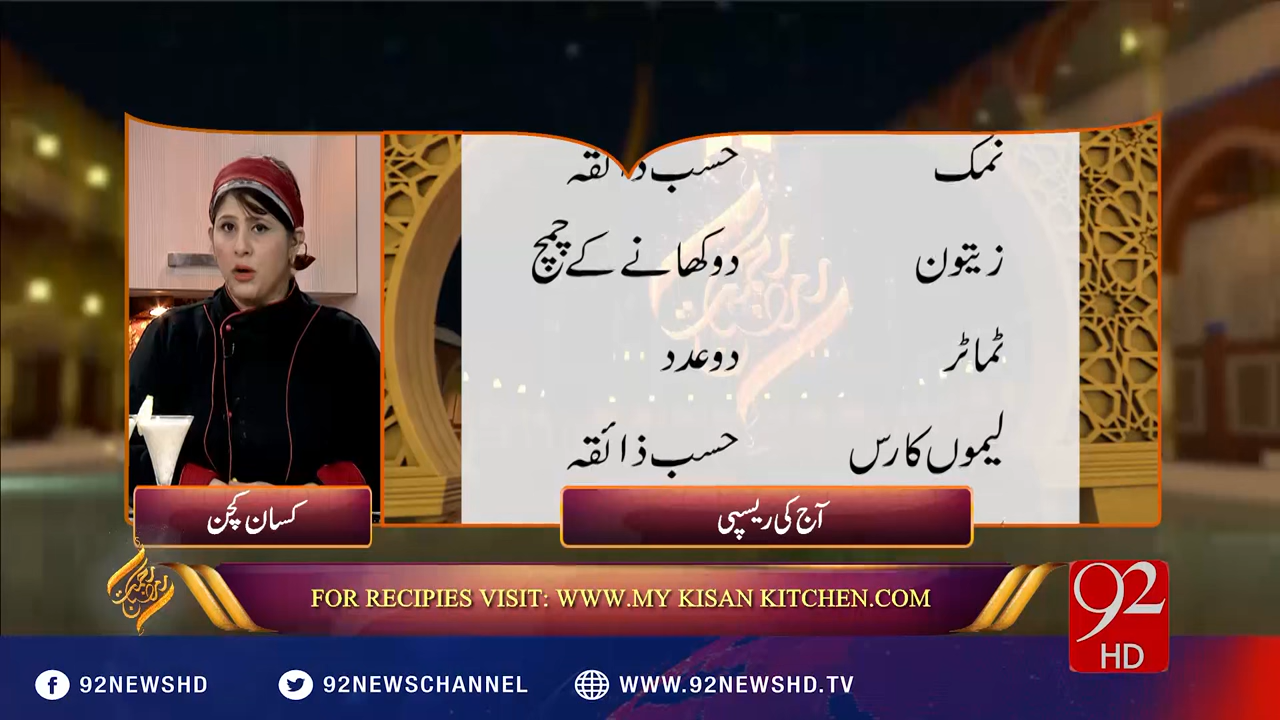 نمک حسب ذائقہ
زیتون دو کھانے کے چمچ
ٹماٹر دو عدد
لیموں کا رس حسب ذائقہ
آج کی ریسپی
کسان کچن
FOR RECIPIES VISIT: WWW.MY KISAN KITCHEN.COM
92
HD
92NEWSHD
92NEWSCHANNEL
WWW.92NEWSHD.TV